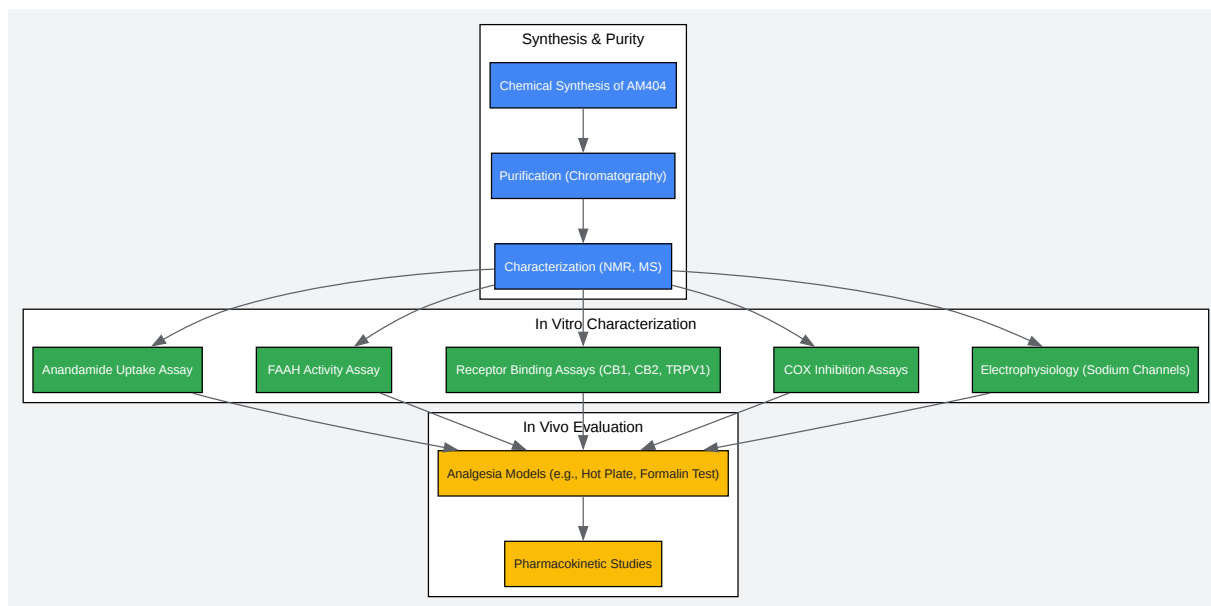 Synthesis & Purity
Chemical Synthesis of AM404
Purification (Chromatography)
Characterization (NMR, MS)
In Vitro Characterization
Anandamide Uptake Assay
FAAH Activity Assay
Receptor Binding Assays (CB1, CB2, TRPV1)
COX Inhibition Assays
Electrophysiology (Sodium Channels)
In Vivo Evaluation
Analgesia Models (e.g., Hot Plate, Formalin Test)
Pharmacokinetic Studies